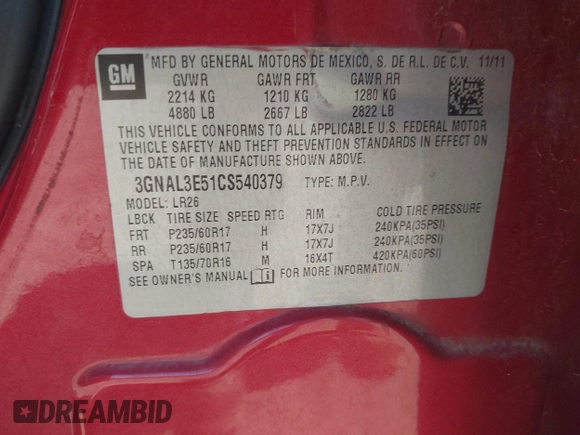 GM
MFD BY GENERAL MOTORS DE MEXICO, S. DE R.L. DE C.V. 11/11
GVWR GAWR FRT GAWR RR
2214 KG 1210 KG 1280 KG
4880 LB 2667 LB 2822 LB
THIS VEHICLE CONFORMS TO ALL APPLICABLE U.S. FEDERAL MOTOR
VEHICLE SAFETY AND THEFT PREVENTION STANDARDS IN EFFECT ON
THE DATE OF MANUFACTURE SHOWN ABOVE.
3GNAL3E51CS540379 TYPE: M.P.V.
MODEL: LR26
LBCK TIRE SIZE SPEED RTG RIM COLD TIRE PRESSURE
FRT P235/60R17 H 17X7J 240KPA(35PSI)
RR P235/60R17 H 17X7J 240KPA(35PSI)
SPA T135/70R16 M 16X4T 420KPA(60PSI)
SEE OWNER'S MANUAL FOR MORE INFORMATION.
DREAMBID